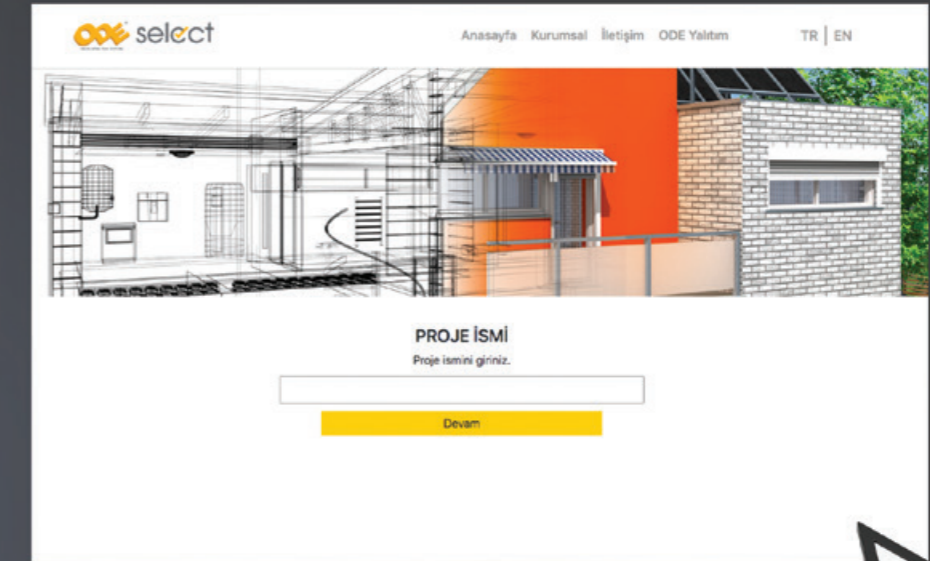 ODE select
Anasayfa Kurumsal İletişim ODE Yalıtım TR | EN
PROJE İSMİ
Proje ismini giriniz.
Devam